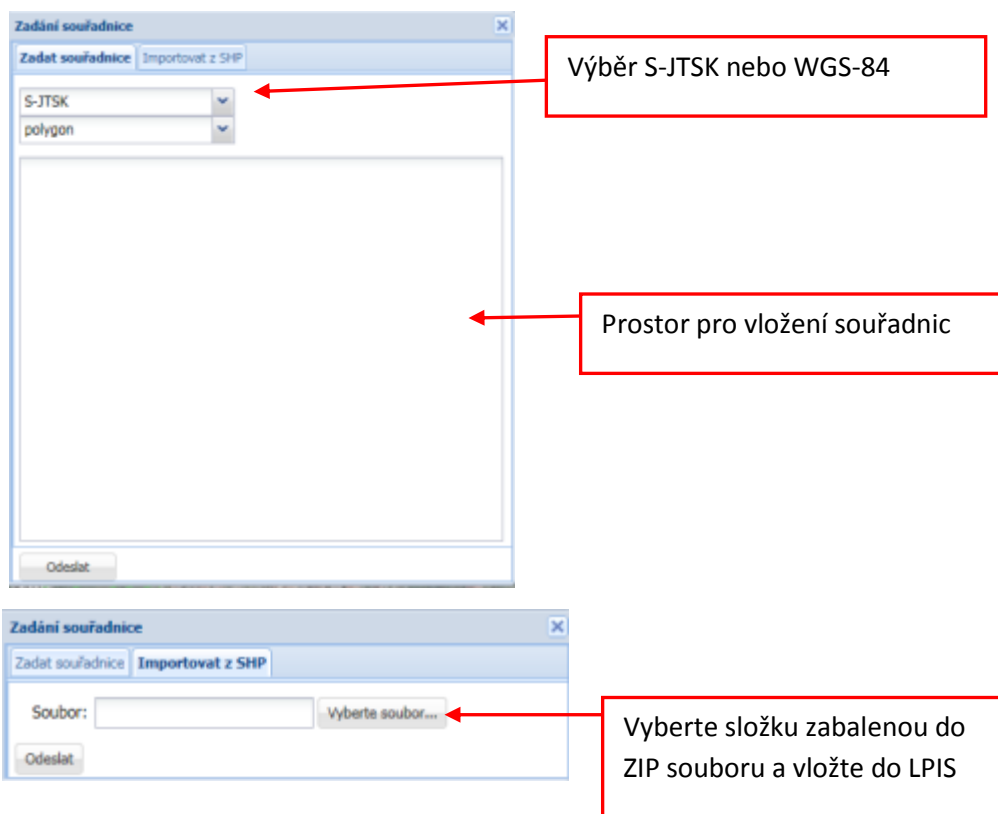 Zadání souřadnice
Zadat souřadnice Importovat z SHP
Výběr S-JTSK nebo WGS-84
S-JTSK
polygon
Prostor pro vložení souřadnic
Odeslat
Zadání souřadnice
Zadat souřadnice Importovat z SHP
Soubor: Vyberte soubor...
Odeslat
Vyberte složku zabalenou do
ZIP souboru a vložte do LPIS